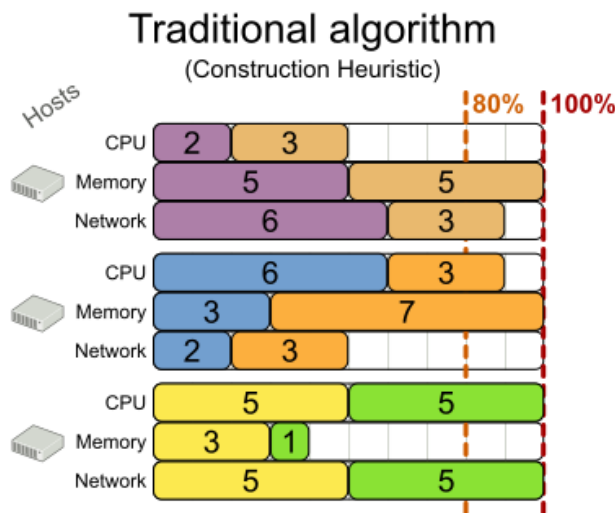 Traditional algorithm
(Construction Heuristic)
Hosts
80% 100%
CPU 2 3
Memory 5 5
Network 6 3
CPU 6 3
Memory 3 7
Network 2 3
CPU 5 5
Memory 3 1
Network 5 5